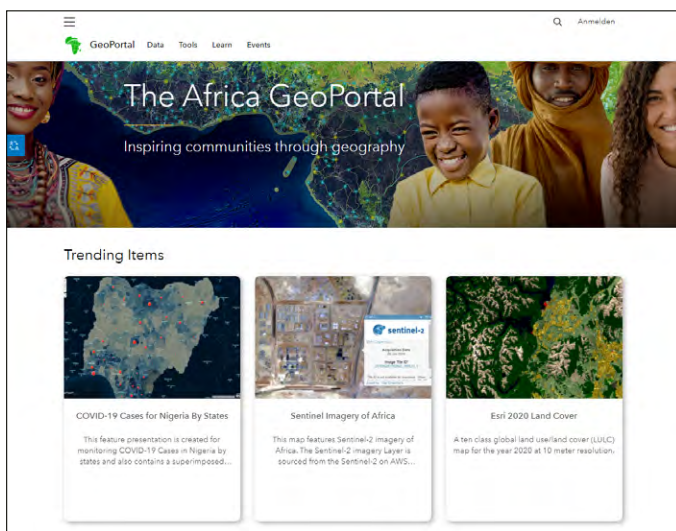 Anmelden
GeoPortal Data Tools Learn Events
The Africa GeoPortal
Inspiring communities through geography
Trending Items
sentinel-2
COVID-19 Cases for Nigeria By States
This feature presentation is created for
monitoring COVID-19 Cases in Nigeria by
states and also contains a superimposed...
Sentinel Imagery of Africa
This map features Sentinel-2 imagery of
Africa. The Sentinel-2 imagery Layer is
sourced from the Sentinel-2 on AWS...
Esri 2020 Land Cover
A ten class global land use/land cover (LULC)
map for the year 2020 at 10 meter resolution.